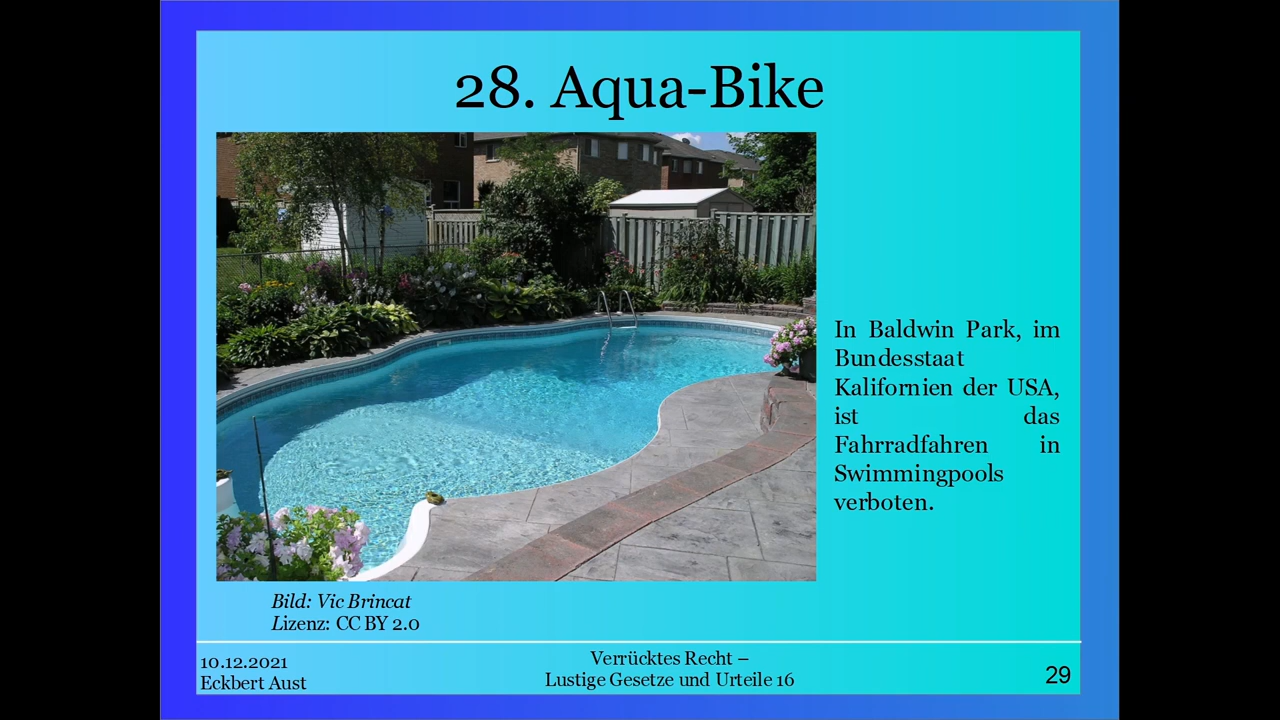 28. Aqua-Bike
In Baldwin Park, im
Bundesstaat
Kalifornien der USA,
ist das
Fahrradfahren in
Swimmingpools
verboten.
Bild: Vic Brincat
Lizenz: CC BY 2.0
10.12.2021
Eckbert Aust
Verrücktes Recht –
Lustige Gesetze und Urteile 16
29